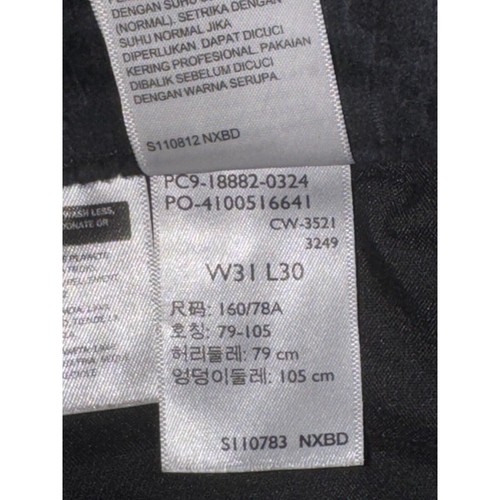 DENGAN SUHU
(NORMAL). SETRIKA DENGAN
SUHU NORMAL JIKA
DIPERLUKAN. DAPAT DICUCI
KERING PROFESIONAL. PAKAIAN
DIBALIK SEBELUM DICUCI
DENGAN WARNA SERUPA.
S110812 NXBD
PC9-18882-0324
PO-4100516641
CW-3521
3249
W31 L30
尺码: 160/78A
호칭: 79-105
허리둘레: 79 cm
엉덩이둘레: 105 cm
S110783 NXBD
WASH LESS,
DONATE OR
PLANETE